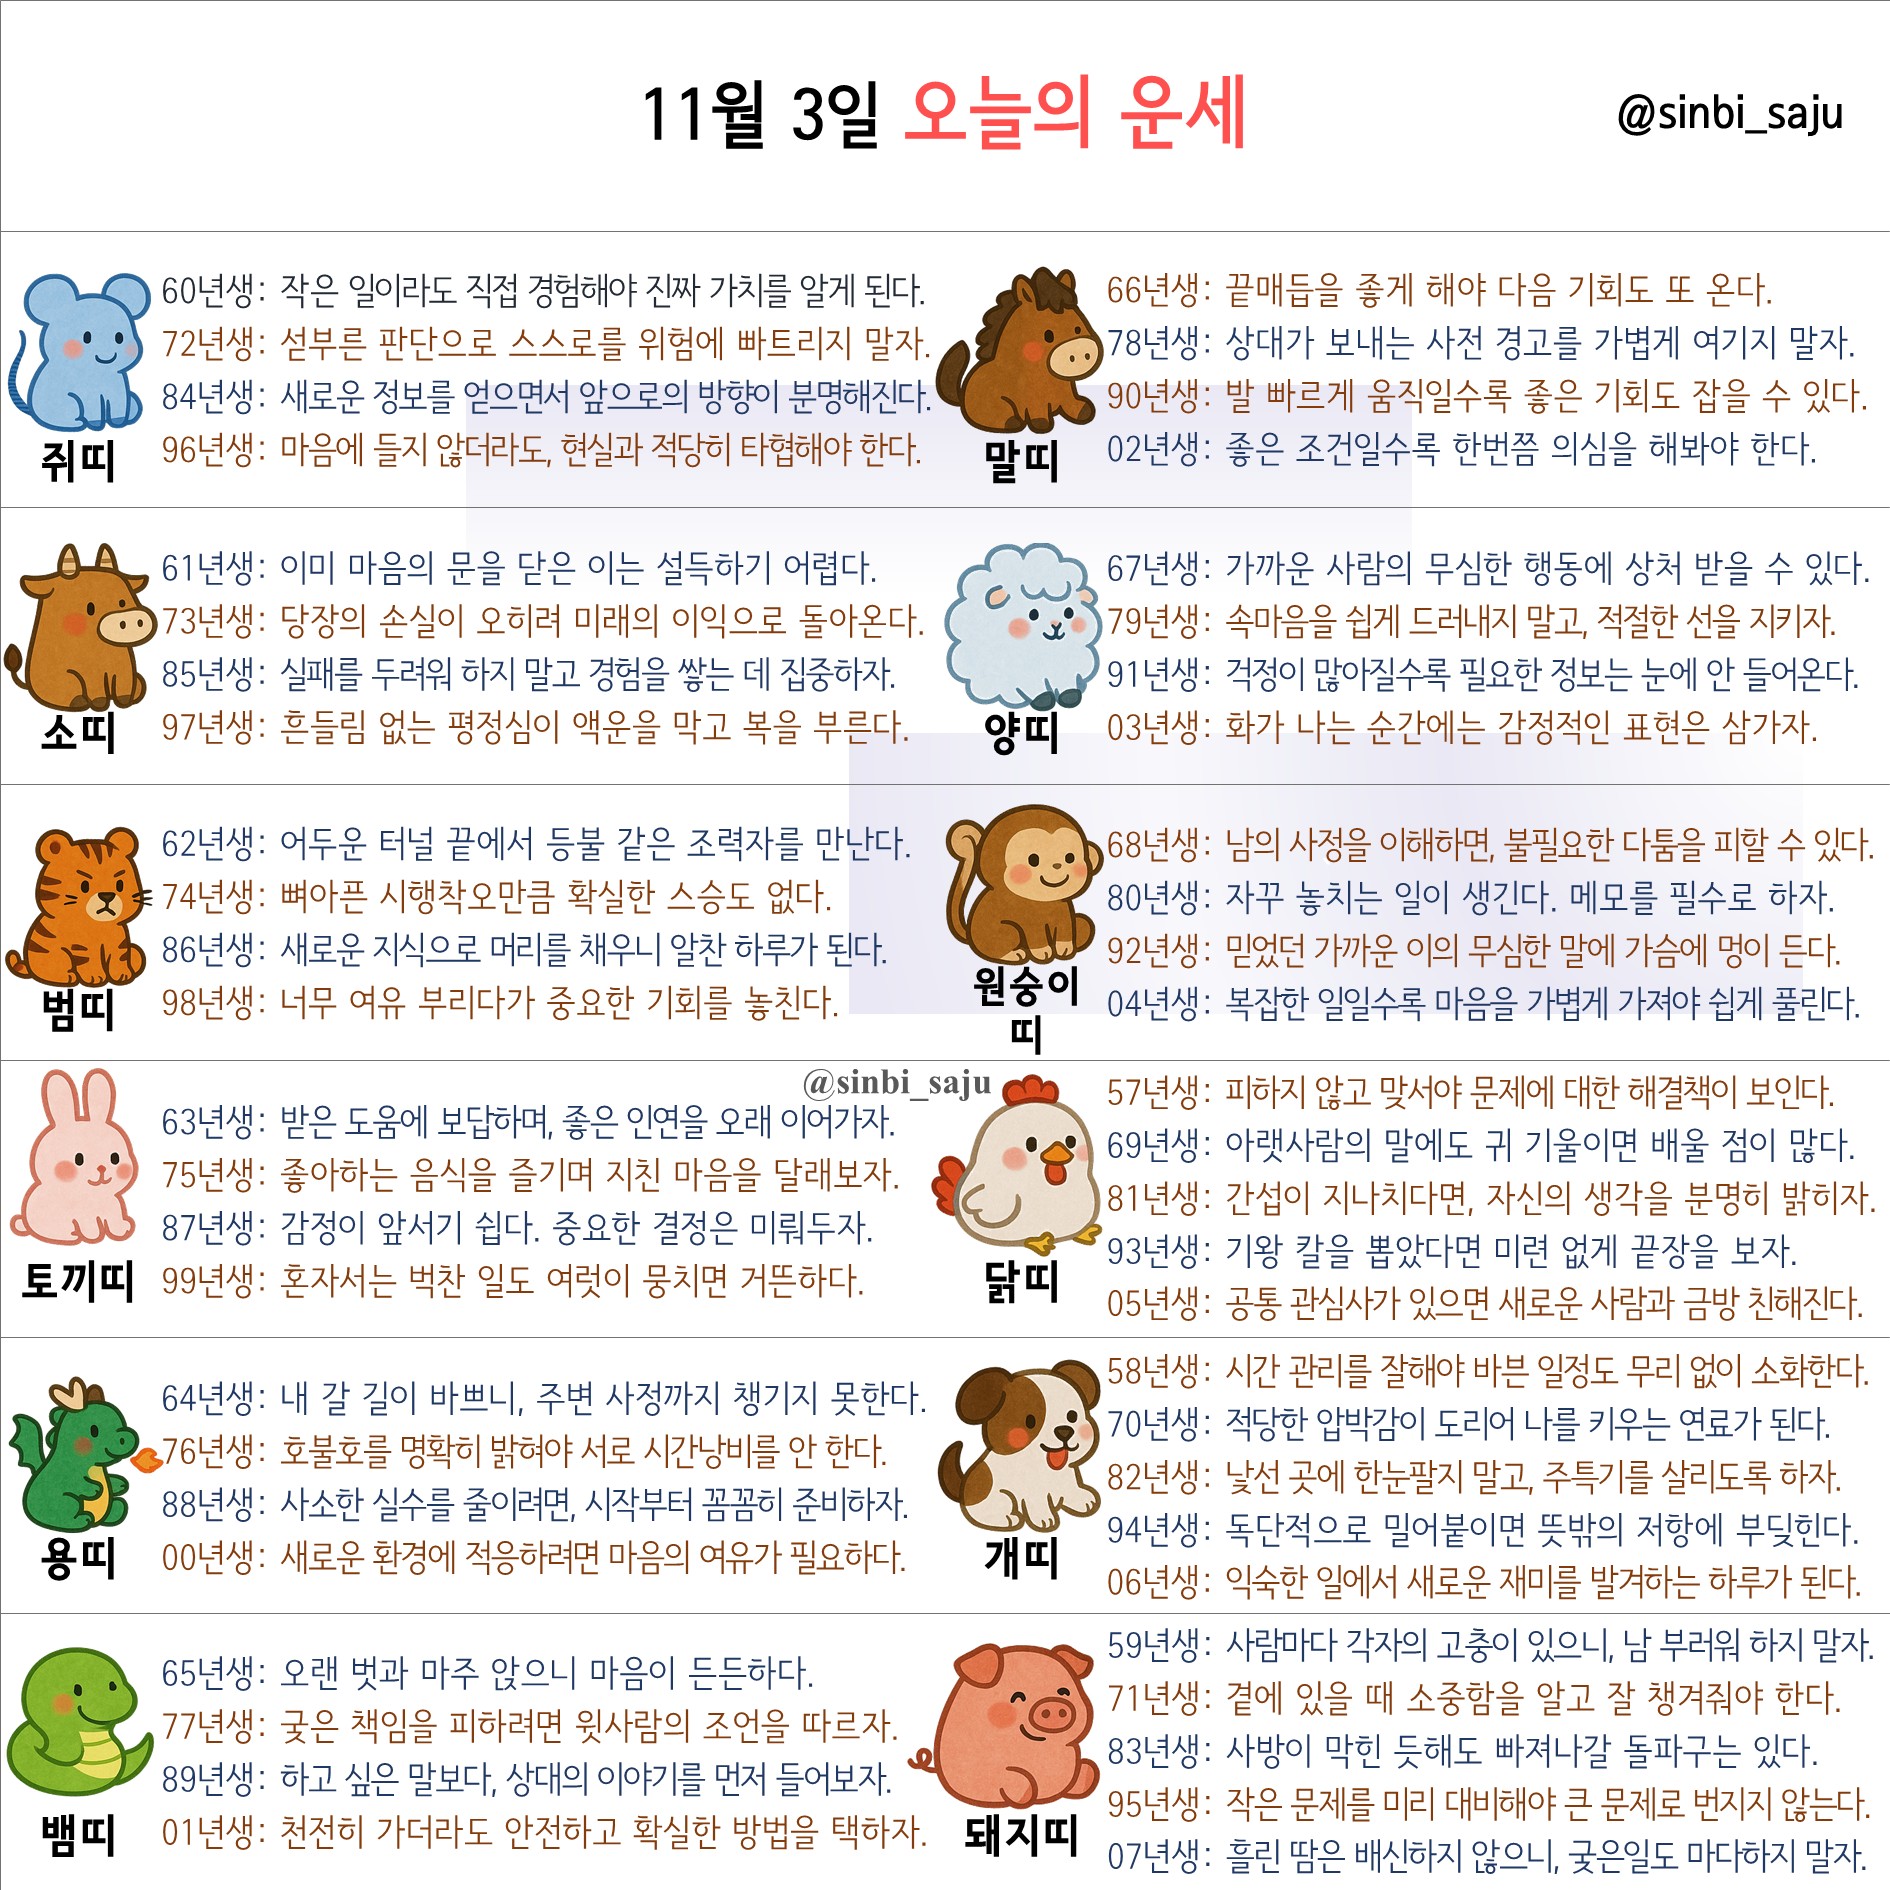 11월 3일 오늘의 운세
@sinbi_saju
60년생: 작은 일이라도 직접 경험해야 진짜 가치를 알게 된다.
72년생: 섣부른 판단으로 스스로를 위험에 빠트리지 말자.
84년생: 새로운 정보를 얻으면서 앞으로의 방향이 분명해진다.
96년생: 마음에 들지 않더라도, 현실과 적당히 타협해야 한다.
쥐띠
66년생: 끝매듭을 좋게 해야 다음 기회도 또 온다.
78년생: 상대가 보내는 사전 경고를 가볍게 여기지 말자.
90년생: 말 빠르게 움직일수록 좋은 기회도 잡을 수 있다.
02년생: 좋은 조건일수록 한번쯤 의심을 해봐야 한다.
말띠
61년생: 이미 마음의 문을 닫은 이는 설득하기 어렵다.
73년생: 당장의 손실이 오히려 미래의 이익으로 돌아온다.
85년생: 실패를 두려워 하지 말고 경험을 쌓는 데 집중하자.
97년생: 흔들림 없는 평정심이 액운을 막고 복을 부른다.
소띠
67년생: 가까운 사람의 무심한 행동에 상처 받을 수 있다.
79년생: 속마음을 쉽게 드러내지 말고, 적절한 선을 지키자.
91년생: 걱정이 많아질수록 필요한 정보는 눈에 안 들어온다.
03년생: 화가 나는 순간에는 감정적인 표현은 삼가자.
양띠
62년생: 어두운 터널 끝에서 등불 같은 조력자를 만난다.
74년생: 뼈아픈 시행착오만큼 확실한 스승도 없다.
86년생: 새로운 지식으로 머리를 채우니 알찬 하루가 된다.
98년생: 너무 여유 부리다가 중요한 기회를 놓친다.
범띠
68년생: 남의 사정을 이해하면, 불필요한 다툼을 피할 수 있다.
80년생: 자꾸 놓치는 일이 생긴다. 메모를 필수로 하자.
92년생: 믿었던 가까운 이의 무심한 말에 가슴에 멍이 든다.
04년생: 복잡한 일일수록 마음을 가볍게 가져야 쉽게 풀린다.
원숭이
띠
@sinbi_saju
63년생: 받은 도움에 보답하며, 좋은 인연을 오래 이어가자.
75년생: 좋아하는 음식을 즐기며 지친 마음을 달래보자.
87년생: 감정이 앞서기 쉽다. 중요한 결정은 미뤄두자.
99년생: 혼자서는 벅찬 일도 여럿이 뭉치면 거뜬하다.
토끼띠
57년생: 피하지 않고 맞서야 문제에 대한 해결책이 보인다.
69년생: 아랫사람의 말에도 귀 기울이면 배울 점이 많다.
81년생: 간섭이 지나치다면, 자신의 생각을 분명히 밝히자.
93년생: 기왕 칼을 뽑았다면 미련 없게 끝장을 보자.
05년생: 공통 관심사가 있으면 새로운 사람과 금방 친해진다.
닭띠
64년생: 내 갈 길이 바쁘니, 주변 사정까지 챙기지 못한다.
76년생: 호불호를 명확히 밝혀야 서로 시간낭비를 안 한다.
88년생: 사소한 실수를 줄이려면, 시작부터 꼼꼼히 준비하자.
00년생: 새로운 환경에 적응하려면 마음의 여유가 필요하다.
용띠
58년생: 시간 관리를 잘해야 바쁜 일정도 무리 없이 소화한다.
70년생: 적당한 압박감이 도리어 나를 키우는 연료가 된다.
82년생: 낯선 곳에 한눈팔지 말고, 주특기를 살리도록 하자.
94년생: 독단적으로 밀어붙이면 뜻밖의 저항에 부딪힌다.
06년생: 익숙한 일에서 새로운 재미를 발겨하는 하루가 된다.
개띠
65년생: 오랜 벗과 마주 앉으니 마음이 든든하다.
77년생: 궂은 책임을 피하려면 윗사람의 조언을 따르자.
89년생: 하고 싶은 말보다, 상대의 이야기를 먼저 들어보자.
01년생: 천천히 가더라도 안전하고 확실한 방법을 택하자.
뱀띠
59년생: 사람마다 각자의 고충이 있으니, 남 부러워 하지 말자.
71년생: 곁에 있을 때 소중함을 알고 잘 챙겨줘야 한다.
83년생: 사방이 막힌 듯해도 빠져나갈 돌파구는 있다.
95년생: 작은 문제를 미리 대비해야 큰 문제로 번지지 않는다.
07년생: 흘린 땀은 배신하지 않으니, 궂은일도 마다하지 말자.
돼지띠